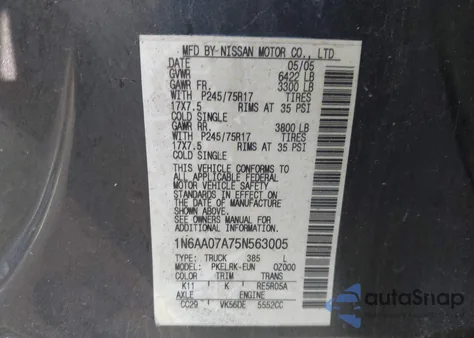 MFD BY NISSAN MOTOR CO., LTD
DATE 05/05
GVWR 6422 LB
GAWR FR. 3300 LB
WITH P245/75R17 TIRES
17X7.5 RIMS AT 35 PSI
COLD SINGLE
GAWR RR. 3800 LB
WITH P245/75R17 TIRES
17X7.5 RIMS AT 35 PSI
COLD SINGLE
THIS VEHICLE CONFORMS TO
ALL APPLICABLE FEDERAL
MOTOR VEHICLE SAFETY
STANDARDS IN EFFECT ON
THE DATE OF MANUFACTURE
SEE OWNERS MANUAL FOR
ADDITIONAL INFORMATION
1N6AA07A75N563005
TYPE: TRUCK 385 L
MODEL: PKELRK-EUN OZ000
COLOR TRIM TRANS
K11 K RE5R05A
AXLE ENGINE
CC29 VK56DE 5552CC
autoSnap